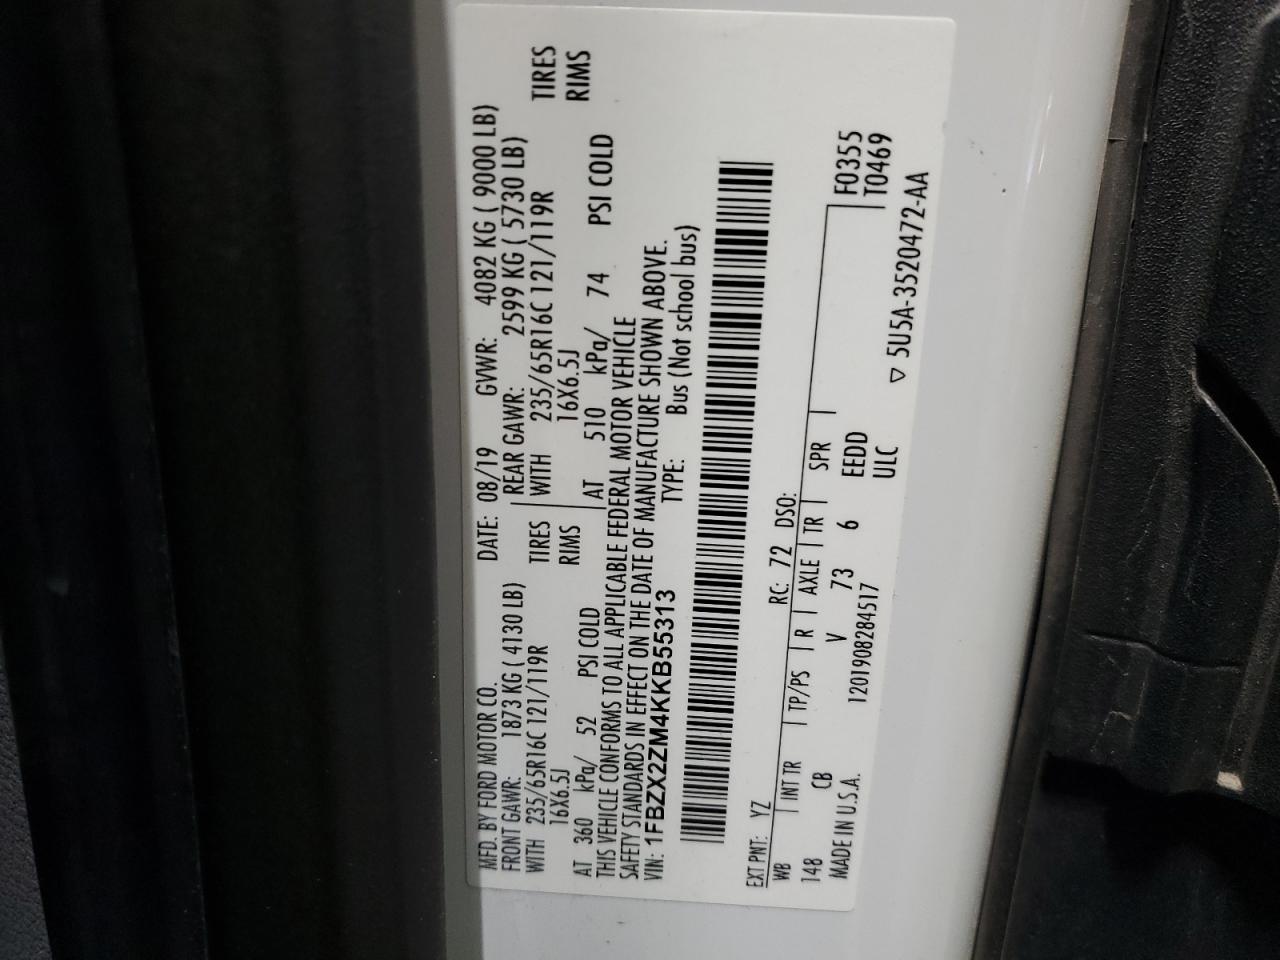 MFD. BY FORD MOTOR CO. DATE: 08/19 GVWR: 4082 KG ( 9000 LB)
FRONT GAWR: 1873 KG ( 4130 LB) REAR GAWR: 2599 KG ( 5730 LB)
WITH 235/65R16C 121/119R TIRES WITH 235/65R16C 121/119R TIRES
16X6.5J RIMS 16X6.5J RIMS
AT 360 kPa/ 52 PSI COLD AT 510 kPa/ 74 PSI COLD
THIS VEHICLE CONFORMS TO ALL APPLICABLE FEDERAL MOTOR VEHICLE
SAFETY STANDARDS IN EFFECT ON THE DATE OF MANUFACTURE SHOWN ABOVE.
VIN: 1FBZX2ZM4KKB55313 TYPE: Bus (Not school bus)
EXT PNT: YZ RC: 72 DSO:
WB INT TR TP/PS R AXLE TR SPR F0355
148 CB V 73 6 EEDD T0469
MADE IN U.S.A. 1201908284517 ULC
▽ 5U5A-3520472-AA